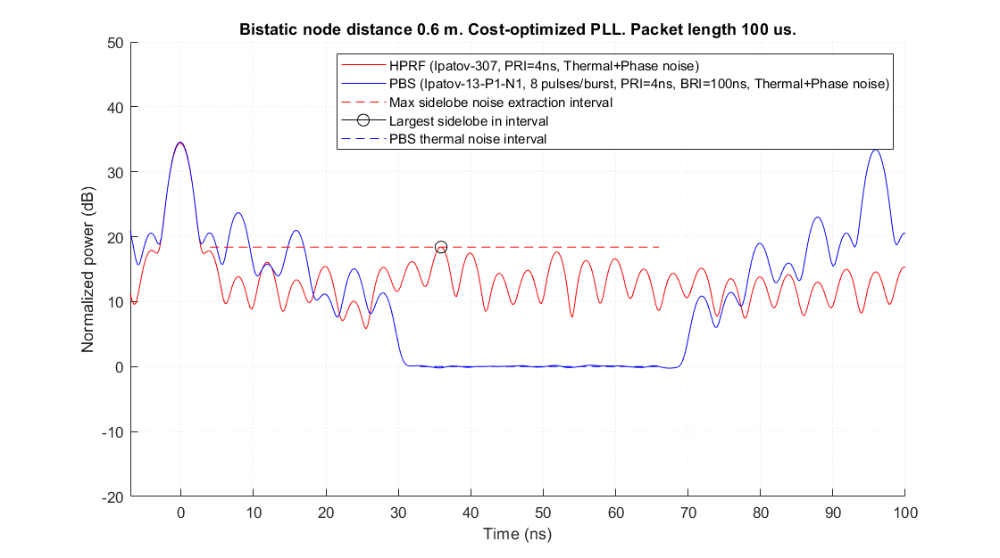 Bistatic node distance 0.6 m. Cost-optimized PLL. Packet length 100 us.
HPRF (Ipatov-307, PRI=4ns, Thermal+Phase noise)
PBS (Ipatov-13-P1-N1, 8 pulses/burst, PRI=4ns, BRI=100ns, Thermal+Phase noise)
Max sidelobe noise extraction interval
Largest sidelobe in interval
PBS thermal noise interval
Normalized power (dB)
50
40
30
20
10
0
-10
-20
0 10 20 30 40 50 60 70 80 90 100
Time (ns)